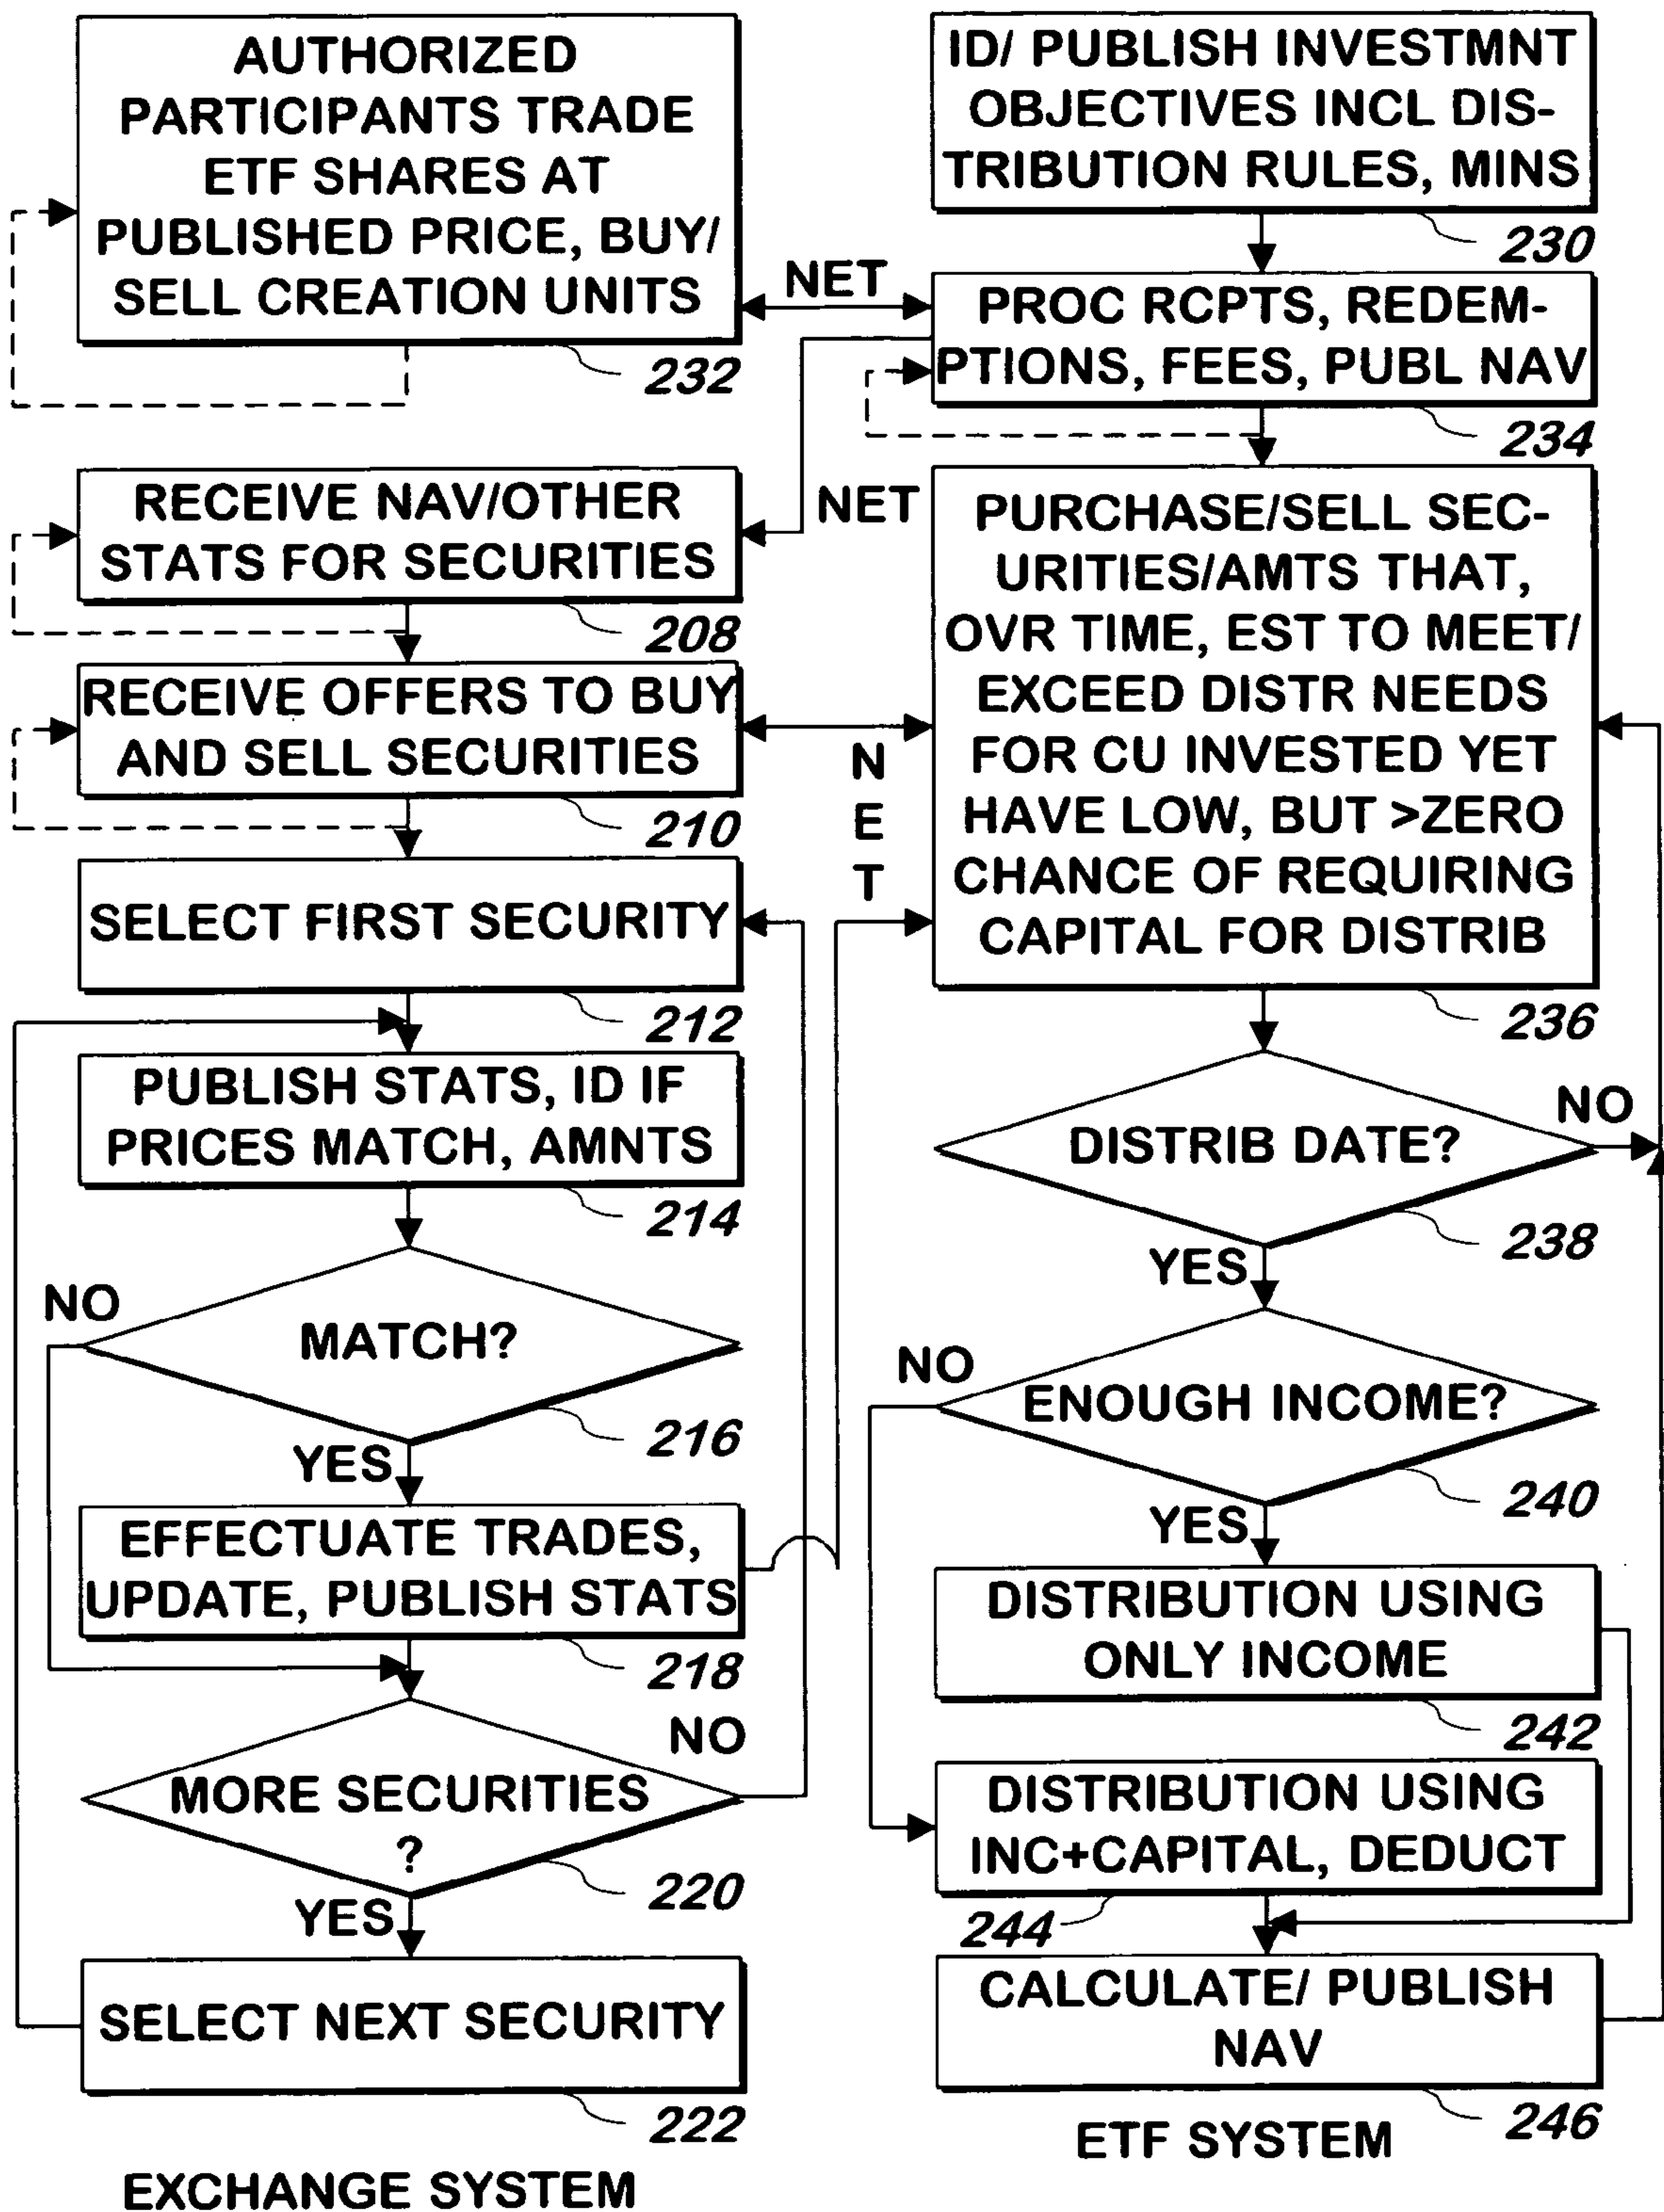 AUTHORIZED
PARTICIPANTS TRADE
ETF SHARES AT
PUBLISHED PRICE, BUY/
SELL CREATION UNITS
232
RECEIVE NAV/OTHER
STATS FOR SECURITIES
208
RECEIVE OFFERS TO BUY
AND SELL SECURITIES
210
SELECT FIRST SECURITY
212
PUBLISH STATS, ID IF
PRICES MATCH, AMNTS
214
NO
MATCH?
216
YES
EFFECTUATE TRADES,
UPDATE, PUBLISH STATS
218
NO
MORE SECURITIES
?
220
YES
SELECT NEXT SECURITY
222
EXCHANGE SYSTEM
NET
NET
N
E
T
ID/ PUBLISH INVESTMNT
OBJECTIVES INCL DIS-
TRIBUTION RULES, MINS
230
PROC RCPTS, REDEM-
PTIONS, FEES, PUBL NAV
234
PURCHASE/SELL SEC-
URITIES/AMTS THAT,
OVR TIME, EST TO MEET/
EXCEED DISTR NEEDS
FOR CU INVESTED YET
HAVE LOW, BUT >ZERO
CHANCE OF REQUIRING
CAPITAL FOR DISTRIB
236
NO
DISTRIB DATE?
238
YES
NO
ENOUGH INCOME?
240
YES
DISTRIBUTION USING
ONLY INCOME
242
DISTRIBUTION USING
INC+CAPITAL, DEDUCT
244
CALCULATE/ PUBLISH
NAV
246
ETF SYSTEM